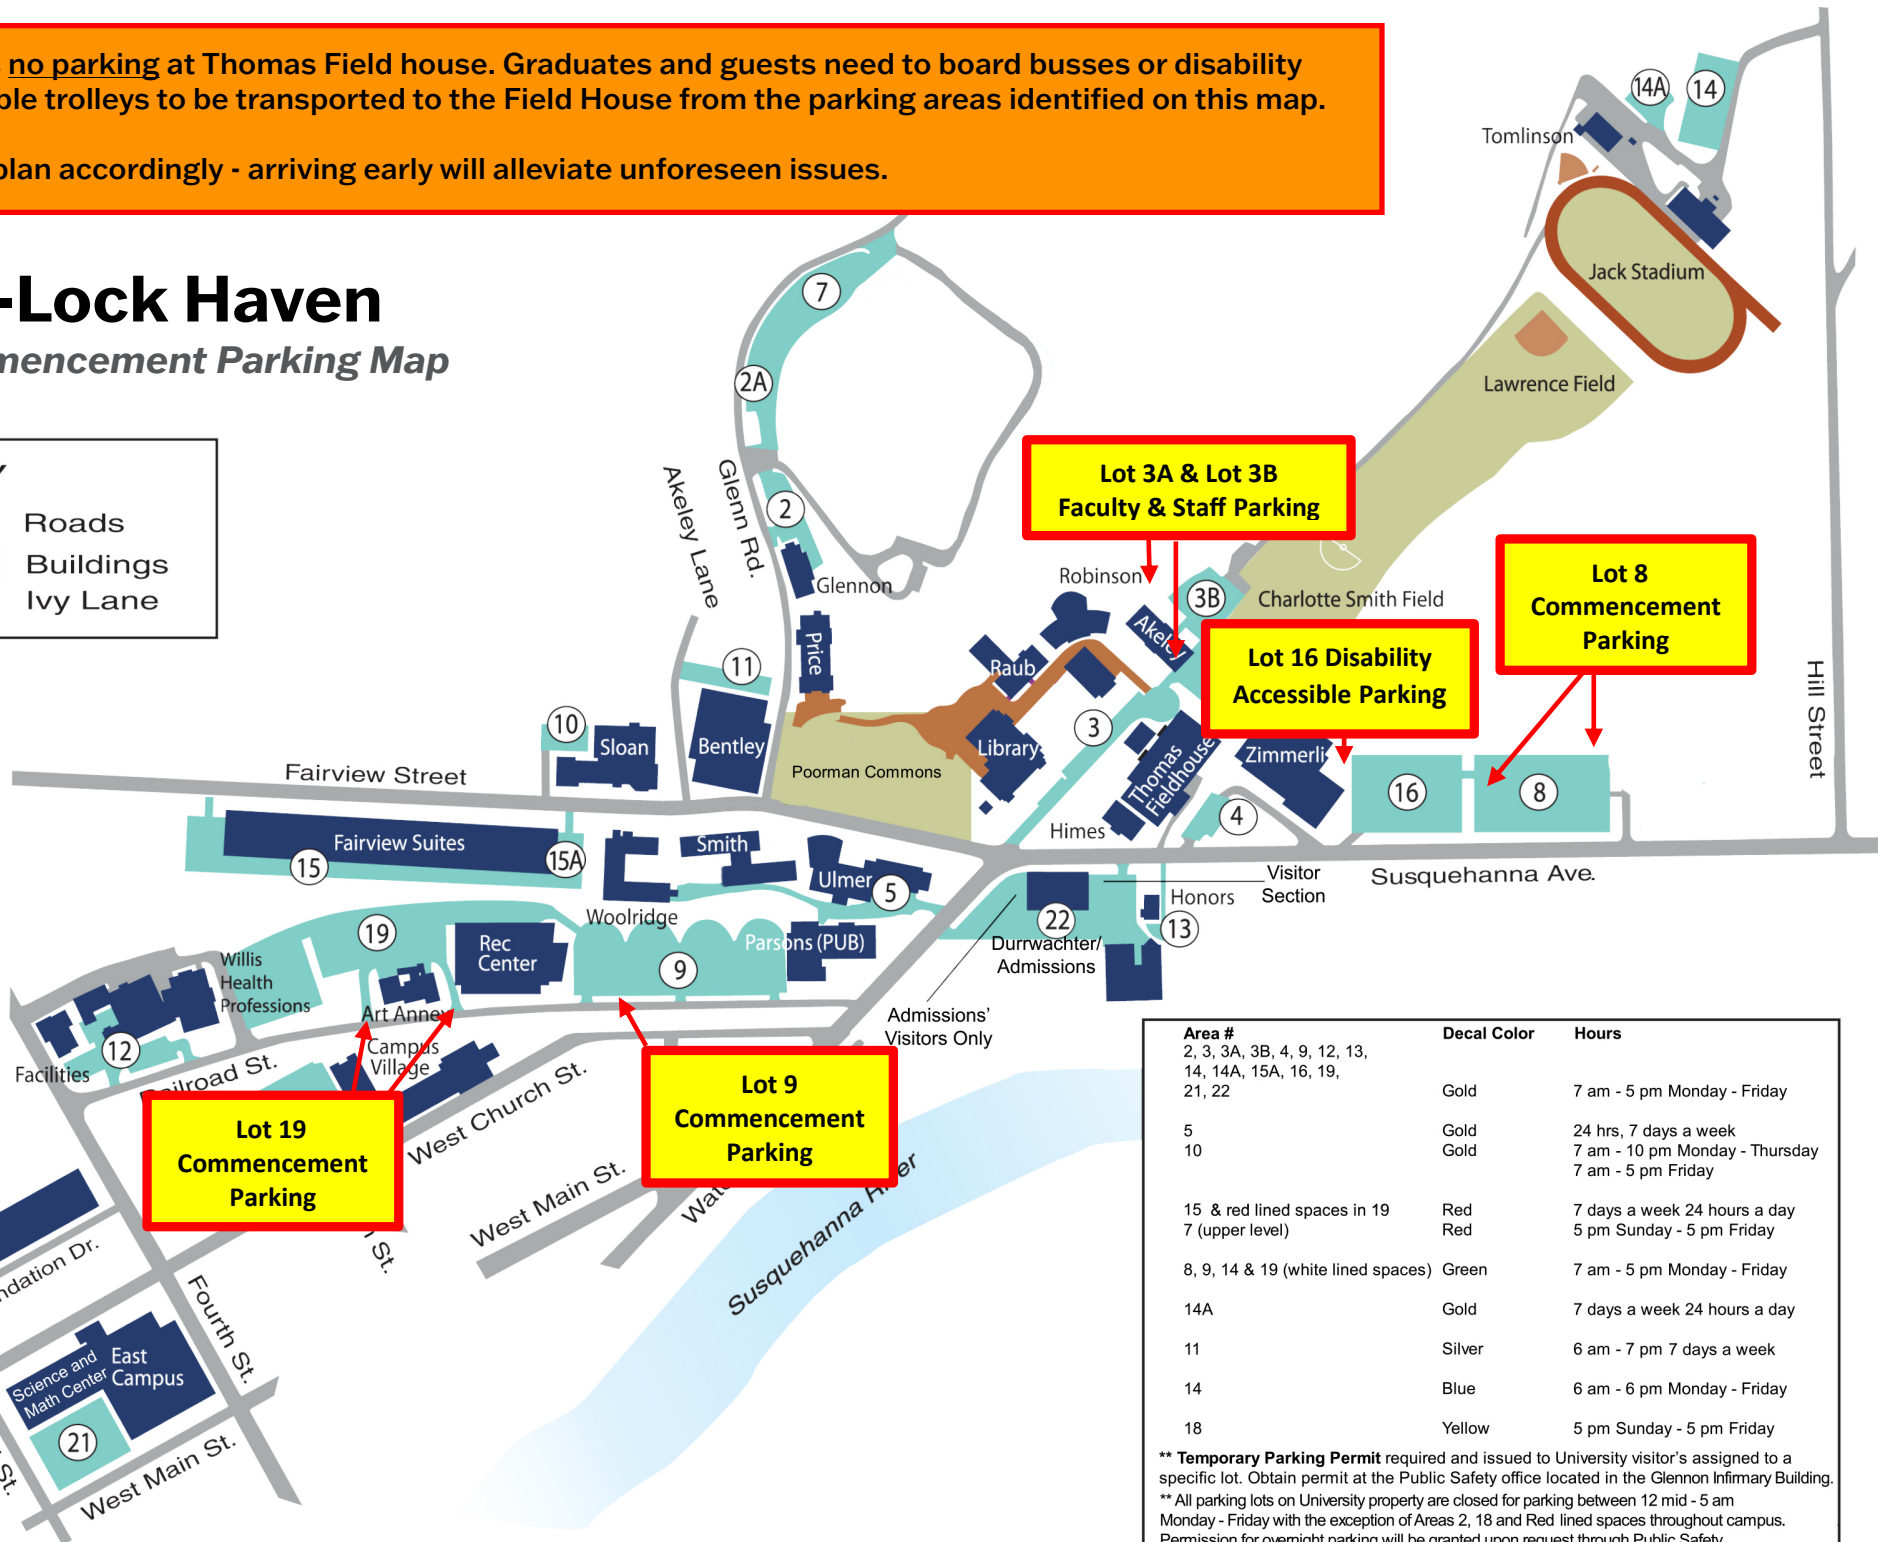 no parking at Thomas Field house. Graduates and guests need to board busses or disability
ble trolleys to be transported to the Field House from the parking areas identified on this map.
plan accordingly - arriving early will alleviate unforeseen issues.
-Lock Haven
mencement Parking Map
Y
Roads
Buildings
Ivy Lane
14A
14
Tomlinson
Jack Stadium
Lawrence Field
7
2A
Glenn Rd.
Akeley Lane
2
Glennon
Price
Lot 3A & Lot 3B
Faculty & Staff Parking
Robinson
3B
Charlotte Smith Field
Akeley
Lot 8
Commencement
Parking
Lot 16 Disability
Accessible Parking
Hill Street
11
10
Sloan
Bentley
Raub
Library
3
Thomas
Fieldhouse
Zimmerli
16
8
Poorman Commons
Fairview Street
Fairview Suites
15
15A
Smith
Ulmer
5
Himes
4
Susquehanna Ave.
Visitor
Section
Woolridge
22
Honors
13
Durrwachter/
Admissions
19
Rec
Center
Parsons (PUB)
9
Willis
Health
Professions
Art Annex
Admissions'
Visitors Only
12
Facilities
Railroad St.
Campus
Village
West Church St.
Lot 19
Commencement
Parking
Lot 9
Commencement
Parking
West Main St.
Wat
Susquehanna River
St.
ndation Dr.
Fourth St.
Science and
Math Center
East
Campus
21
West Main St.
St.
Area # Decal Color Hours
2, 3, 3A, 3B, 4, 9, 12, 13,
14, 14A, 15A, 16, 19,
21, 22 Gold 7 am - 5 pm Monday - Friday
5 Gold 24 hrs, 7 days a week
10 Gold 7 am - 10 pm Monday - Thursday
7 am - 5 pm Friday
15 & red lined spaces in 19 Red 7 days a week 24 hours a day
7 (upper level) Red 5 pm Sunday - 5 pm Friday
8, 9, 14 & 19 (white lined spaces) Green 7 am - 5 pm Monday - Friday
14A Gold 7 days a week 24 hours a day
11 Silver 6 am - 7 pm 7 days a week
14 Blue 6 am - 6 pm Monday - Friday
18 Yellow 5 pm Sunday - 5 pm Friday
** Temporary Parking Permit required and issued to University visitor's assigned to a
specific lot. Obtain permit at the Public Safety office located in the Glennon Infirmary Building.
** All parking lots on University property are closed for parking between 12 mid - 5 am
Monday - Friday with the exception of Areas 2, 18 and Red lined spaces throughout campus.
Permission for overnight parking will be granted upon request through Public Safety